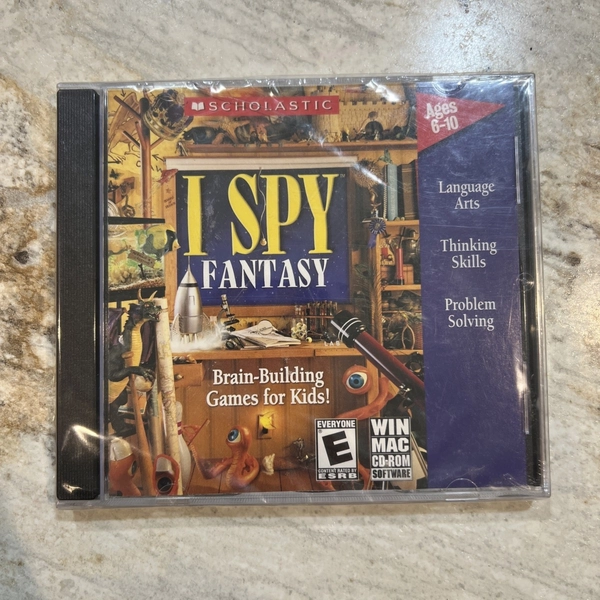 SCHOLASTIC
Ages
6-10
I SPY
FANTASY
Language
Arts
Thinking
Skills
Problem
Solving
Brain-Building
Games for Kids!
EVERYONE
E
CONTENT RATED BY
ESRB
WIN
MAC
CD-ROM
SOFTWARE